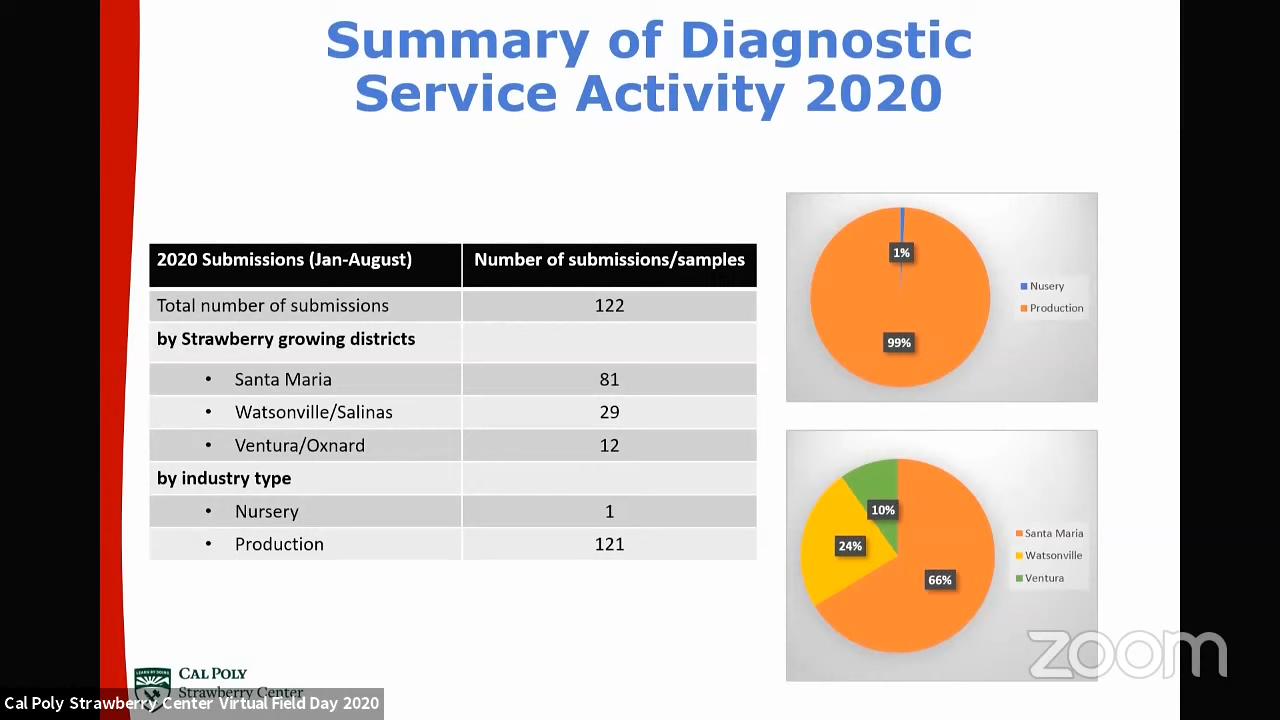 Summary of Diagnostic
Service Activity 2020
2020 Submissions (Jan-August) Number of submissions/samples
Total number of submissions 122
by Strawberry growing districts
• Santa Maria 81
• Watsonville/Salinas 29
• Ventura/Oxnard 12
by industry type
• Nursery 1
• Production 121
1%
99%
Nusery
Production
10%
24%
66%
Santa Maria
Watsonville
Ventura
CAL POLY
Strawberry Center
Cal Poly Strawberry Center Virtual Field Day 2020
zoom